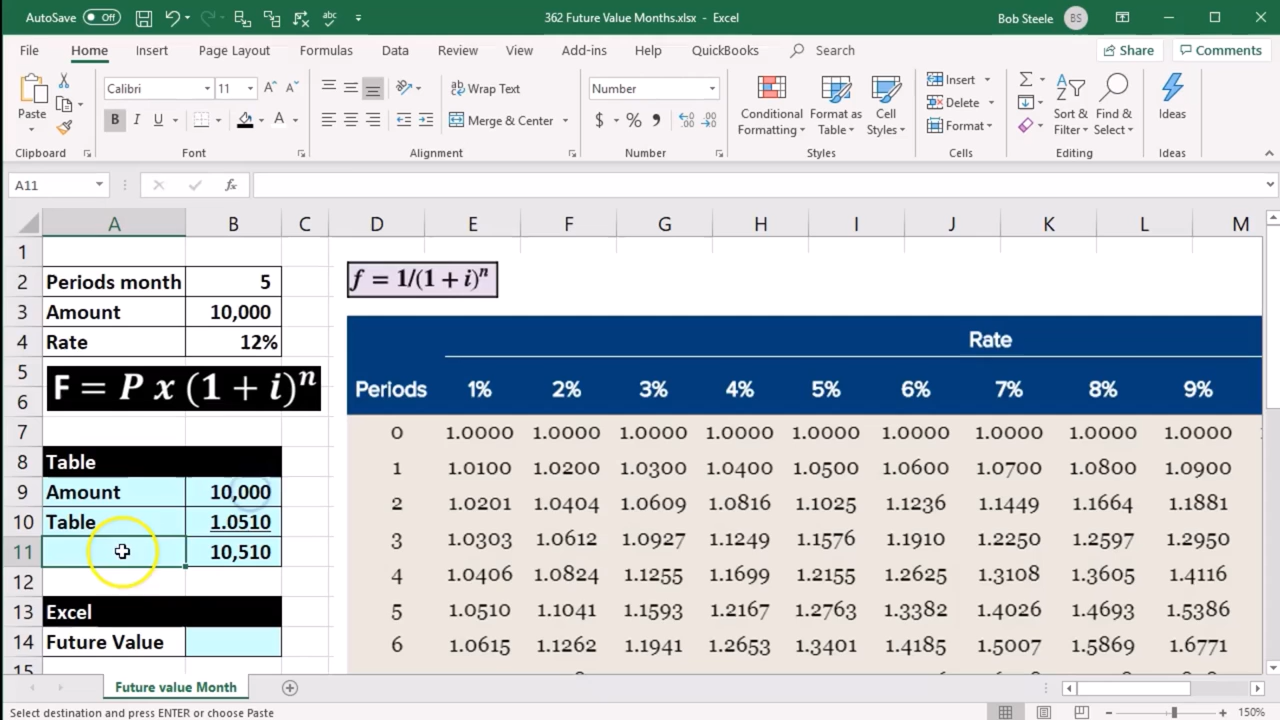 AutoSave Off 362 Future Value Months.xlsx - Excel Bob Steele BS
File Home Insert Page Layout Formulas Data Review View Add-ins Help QuickBooks Search Share Comments
Paste Calibri 11 Wrap Text Number Conditional Formatting Format as Table Cell Styles Insert Sort & Filter Find & Select Ideas
B I U A Merge & Center $ % , Delete
Format
Clipboard Font Alignment Number Styles Cells Editing Ideas
A11 fx
A B C D E F G H I J K L M
1
2 Periods month 5 f = 1/(1 + i)^n
3 Amount 10,000
4 Rate 12% Rate
5 F = P x (1 + i)^n
6 Periods 1% 2% 3% 4% 5% 6% 7% 8% 9%
7 0 1.0000 1.0000 1.0000 1.0000 1.0000 1.0000 1.0000 1.0000 1.0000
8 Table 1 1.0100 1.0200 1.0300 1.0400 1.0500 1.0600 1.0700 1.0800 1.0900
9 Amount 10,000 2 1.0201 1.0404 1.0609 1.0816 1.1025 1.1236 1.1449 1.1664 1.1881
10 Table 1.0510 3 1.0303 1.0612 1.0927 1.1249 1.1576 1.1910 1.2250 1.2597 1.2950
11 10,510 4 1.0406 1.0824 1.1255 1.1699 1.2155 1.2625 1.3108 1.3605 1.4116
12
13 Excel 5 1.0510 1.1041 1.1593 1.2167 1.2763 1.3382 1.4026 1.4693 1.5386
14 Future Value 6 1.0615 1.1262 1.1941 1.2653 1.3401 1.4185 1.5007 1.5869 1.6771
15
Future value Month
Select destination and press ENTER or choose Paste 150%